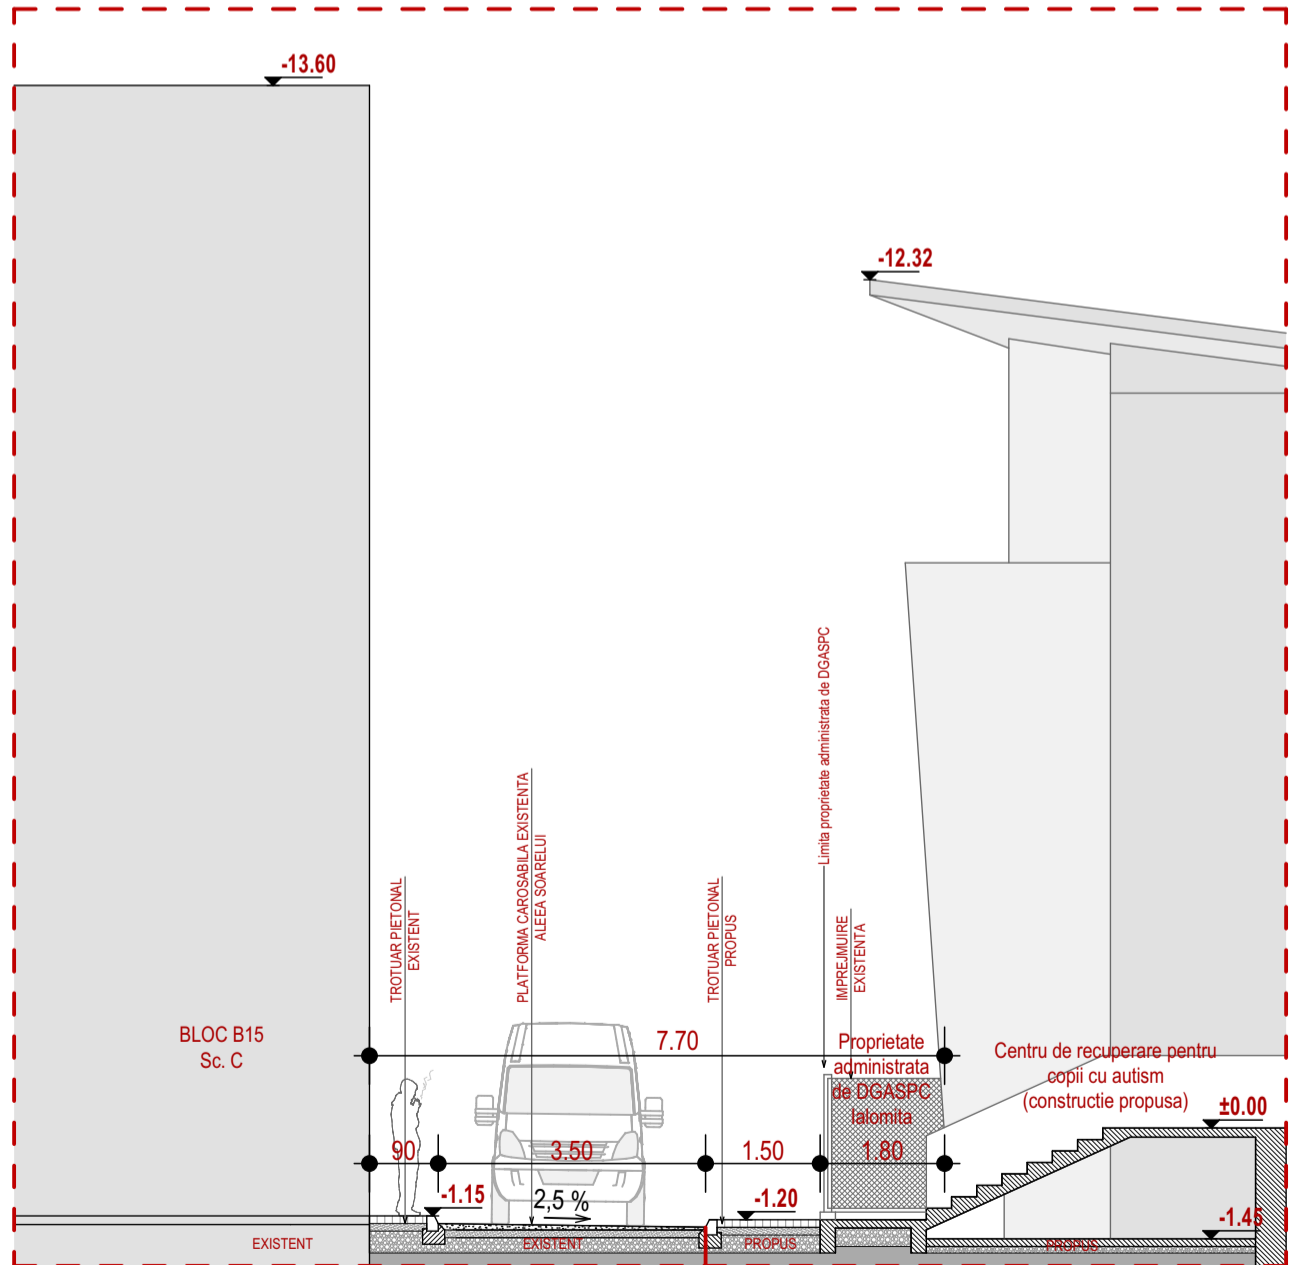 -13.60
-12.32
Limita proprietate administrata de DGASPC
PLATFORMA CAROSABILA EXISTENTA
ALEEA SOARELUI
TROTUAR PIETONAL
EXISTENT
TROTUAR PIETONAL
PROPUS
IMPREJMUIRE
EXISTENTA
BLOC B15
Sc. C
7.70
Proprietate
administrata
de DGASPC
Ialomita
Centru de recuperare pentru
copii cu autism
(constructie propusa)
±0.00
90
3.50
1.50
1.80
-1.15
2,5 %
-1.20
-1.45
EXISTENT
EXISTENT
PROPUS
PROPUS